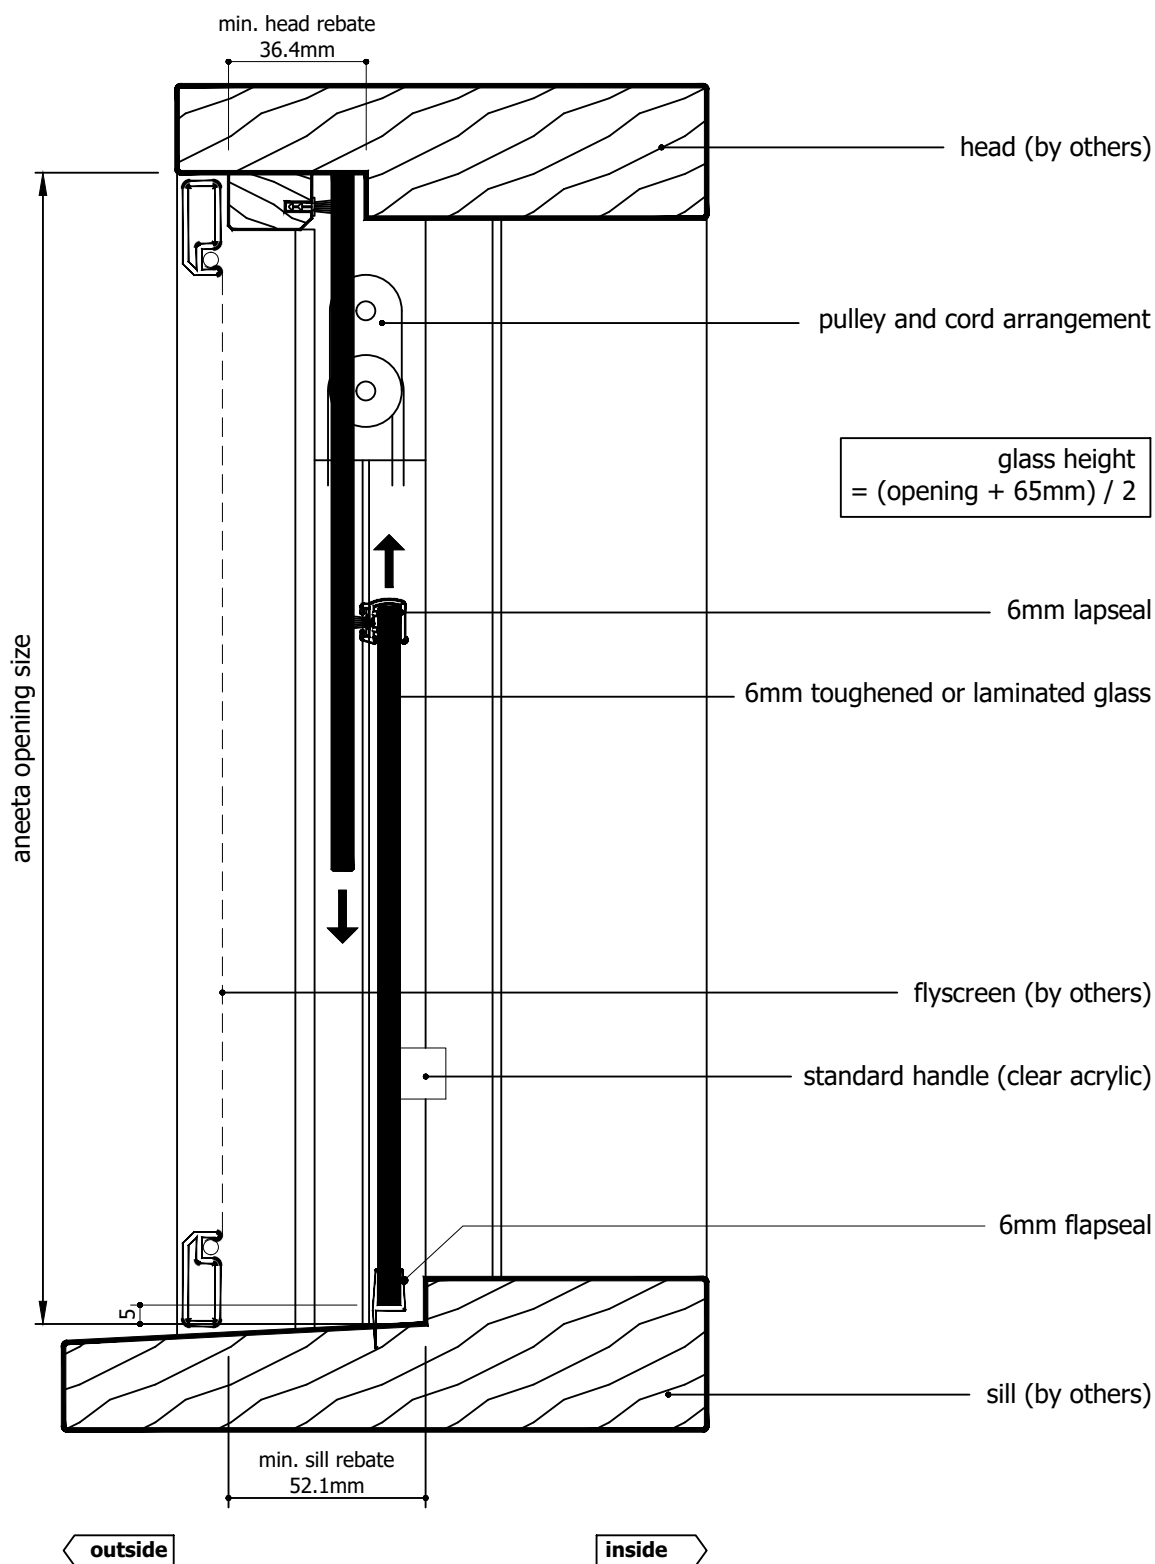 min. head rebate
36.4mm
head (by others)
pulley and cord arrangement
glass height
= (opening + 65mm) / 2
6mm lapseal
6mm toughened or laminated glass
aneeta opening size
flyscreen (by others)
standard handle (clear acrylic)
6mm flapseal
5
sill (by others)
min. sill rebate
52.1mm
outside
inside